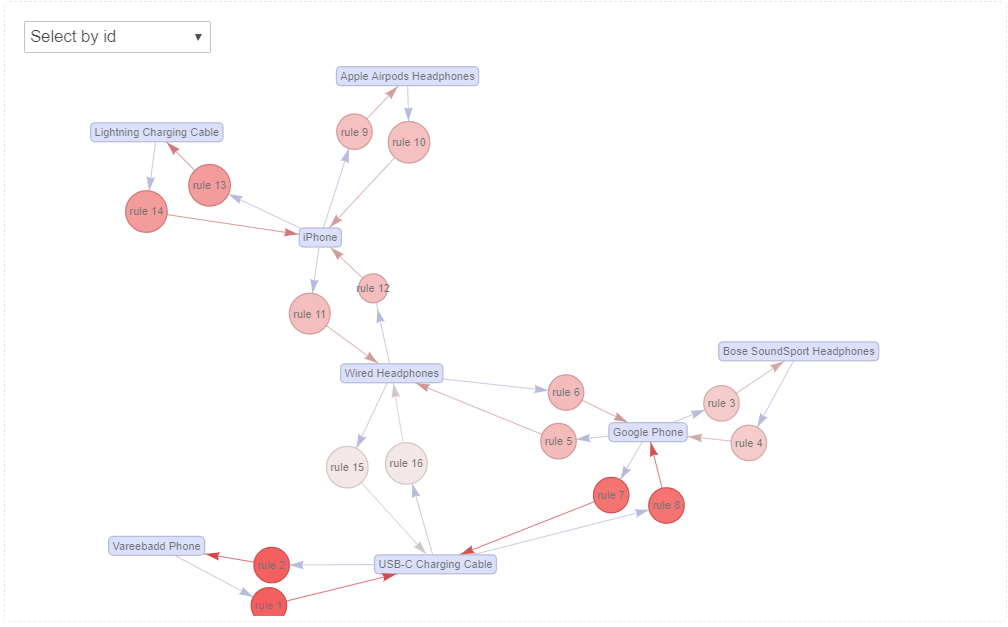 Select by id
Apple Airpods Headphones
Lightning Charging Cable
rule 9
rule 10
rule 13
rule 14
iPhone
rule 12
rule 11
Bose SoundSport Headphones
Wired Headphones
rule 6
rule 3
Google Phone
rule 5
rule 4
rule 16
rule 15
rule 7
rule 8
Vareebadd Phone
USB-C Charging Cable
rule 2
rule 1